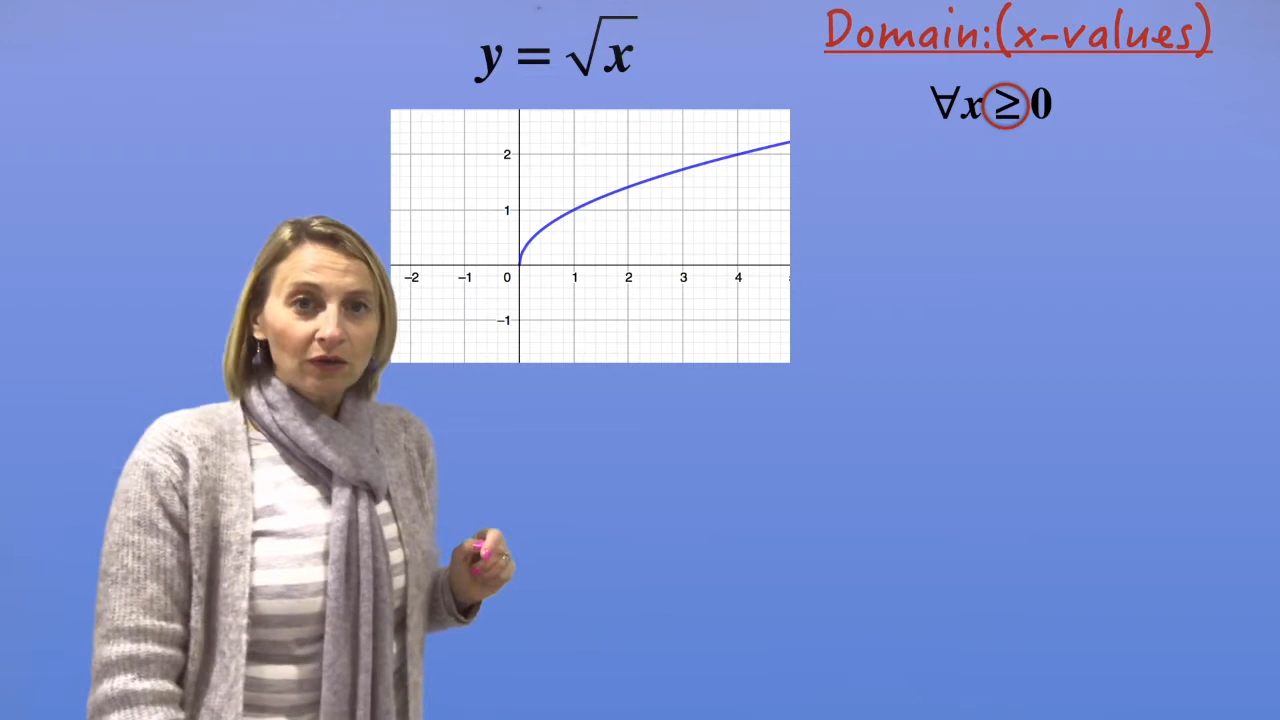 y = √x
Domain:(x-values)
∀x ≥ 0
2
1
−2 −1 0 1 2 3 4
−1